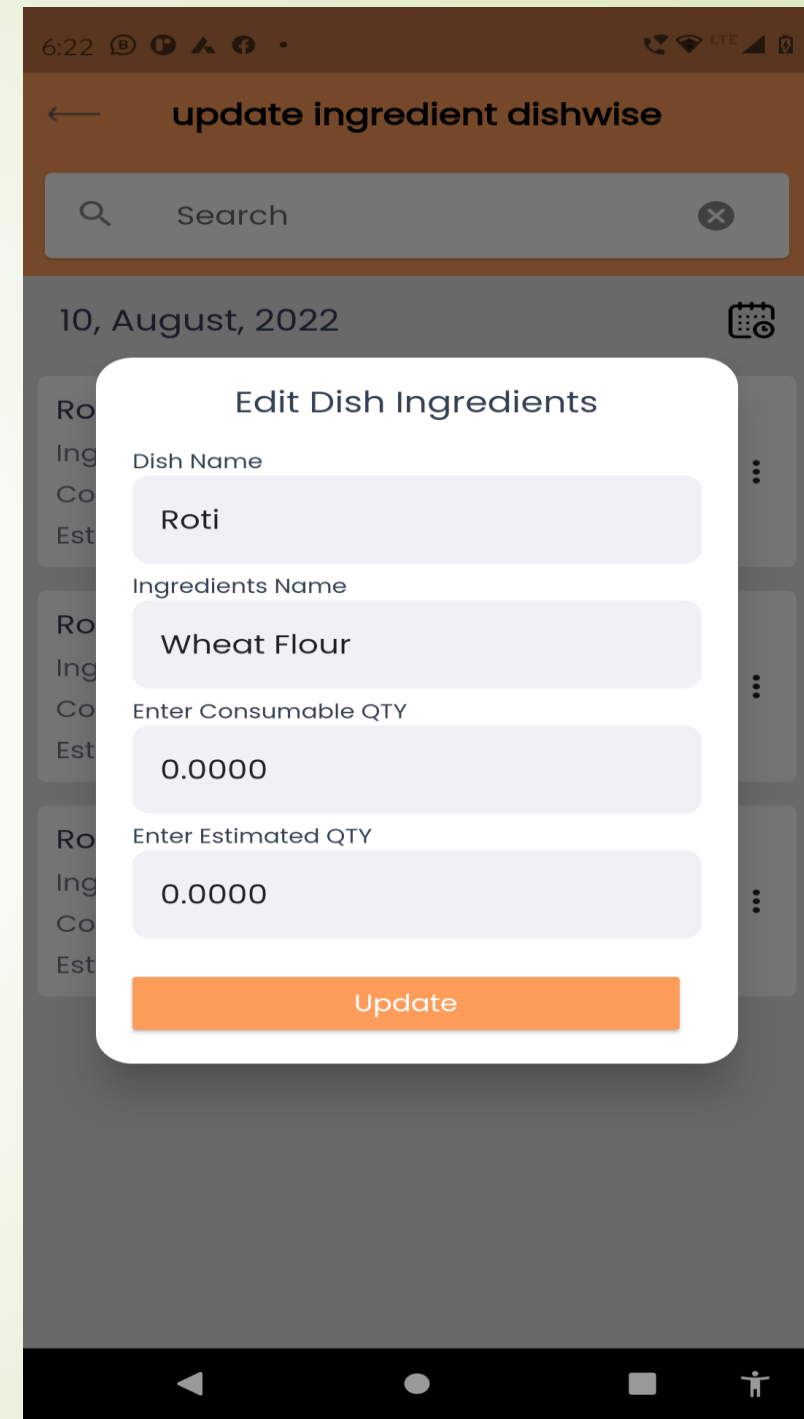 6:22
LTE
update ingredient dishwise
Search
10, August, 2022
Edit Dish Ingredients
Dish Name
Roti
Ingredients Name
Wheat Flour
Enter Consumable QTY
0.0000
Enter Estimated QTY
0.0000
Update
Ro
Ing
Co
Est
Ro
Ing
Co
Est
Ro
Ing
Co
Est